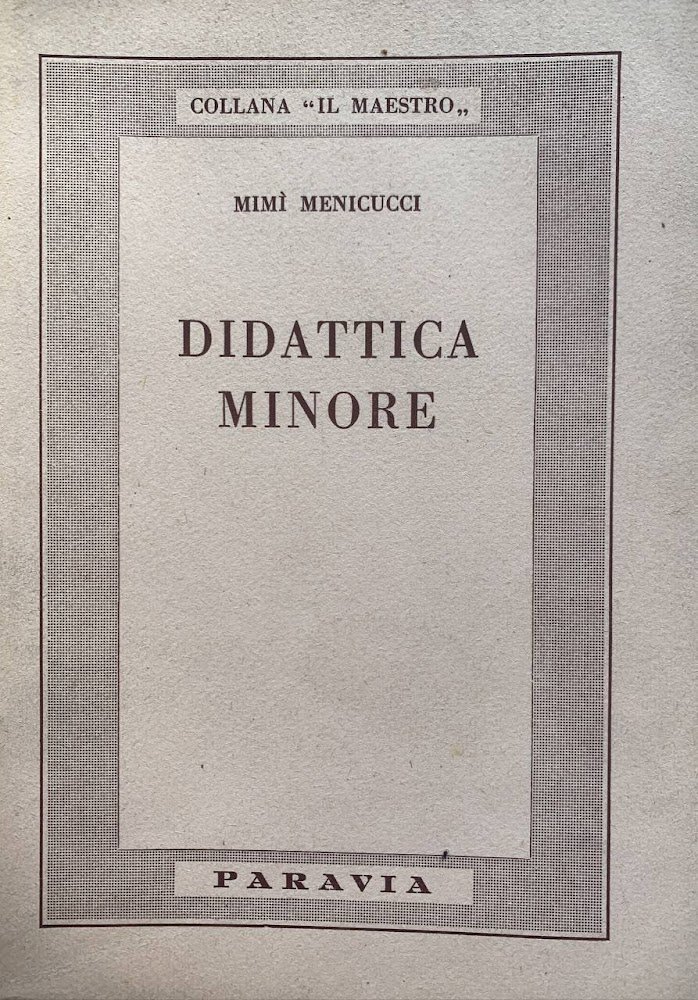 COLLANA “IL MAESTRO„
MIMÌ MENICUCCI
DIDATTICA
MINORE
PARAVIA